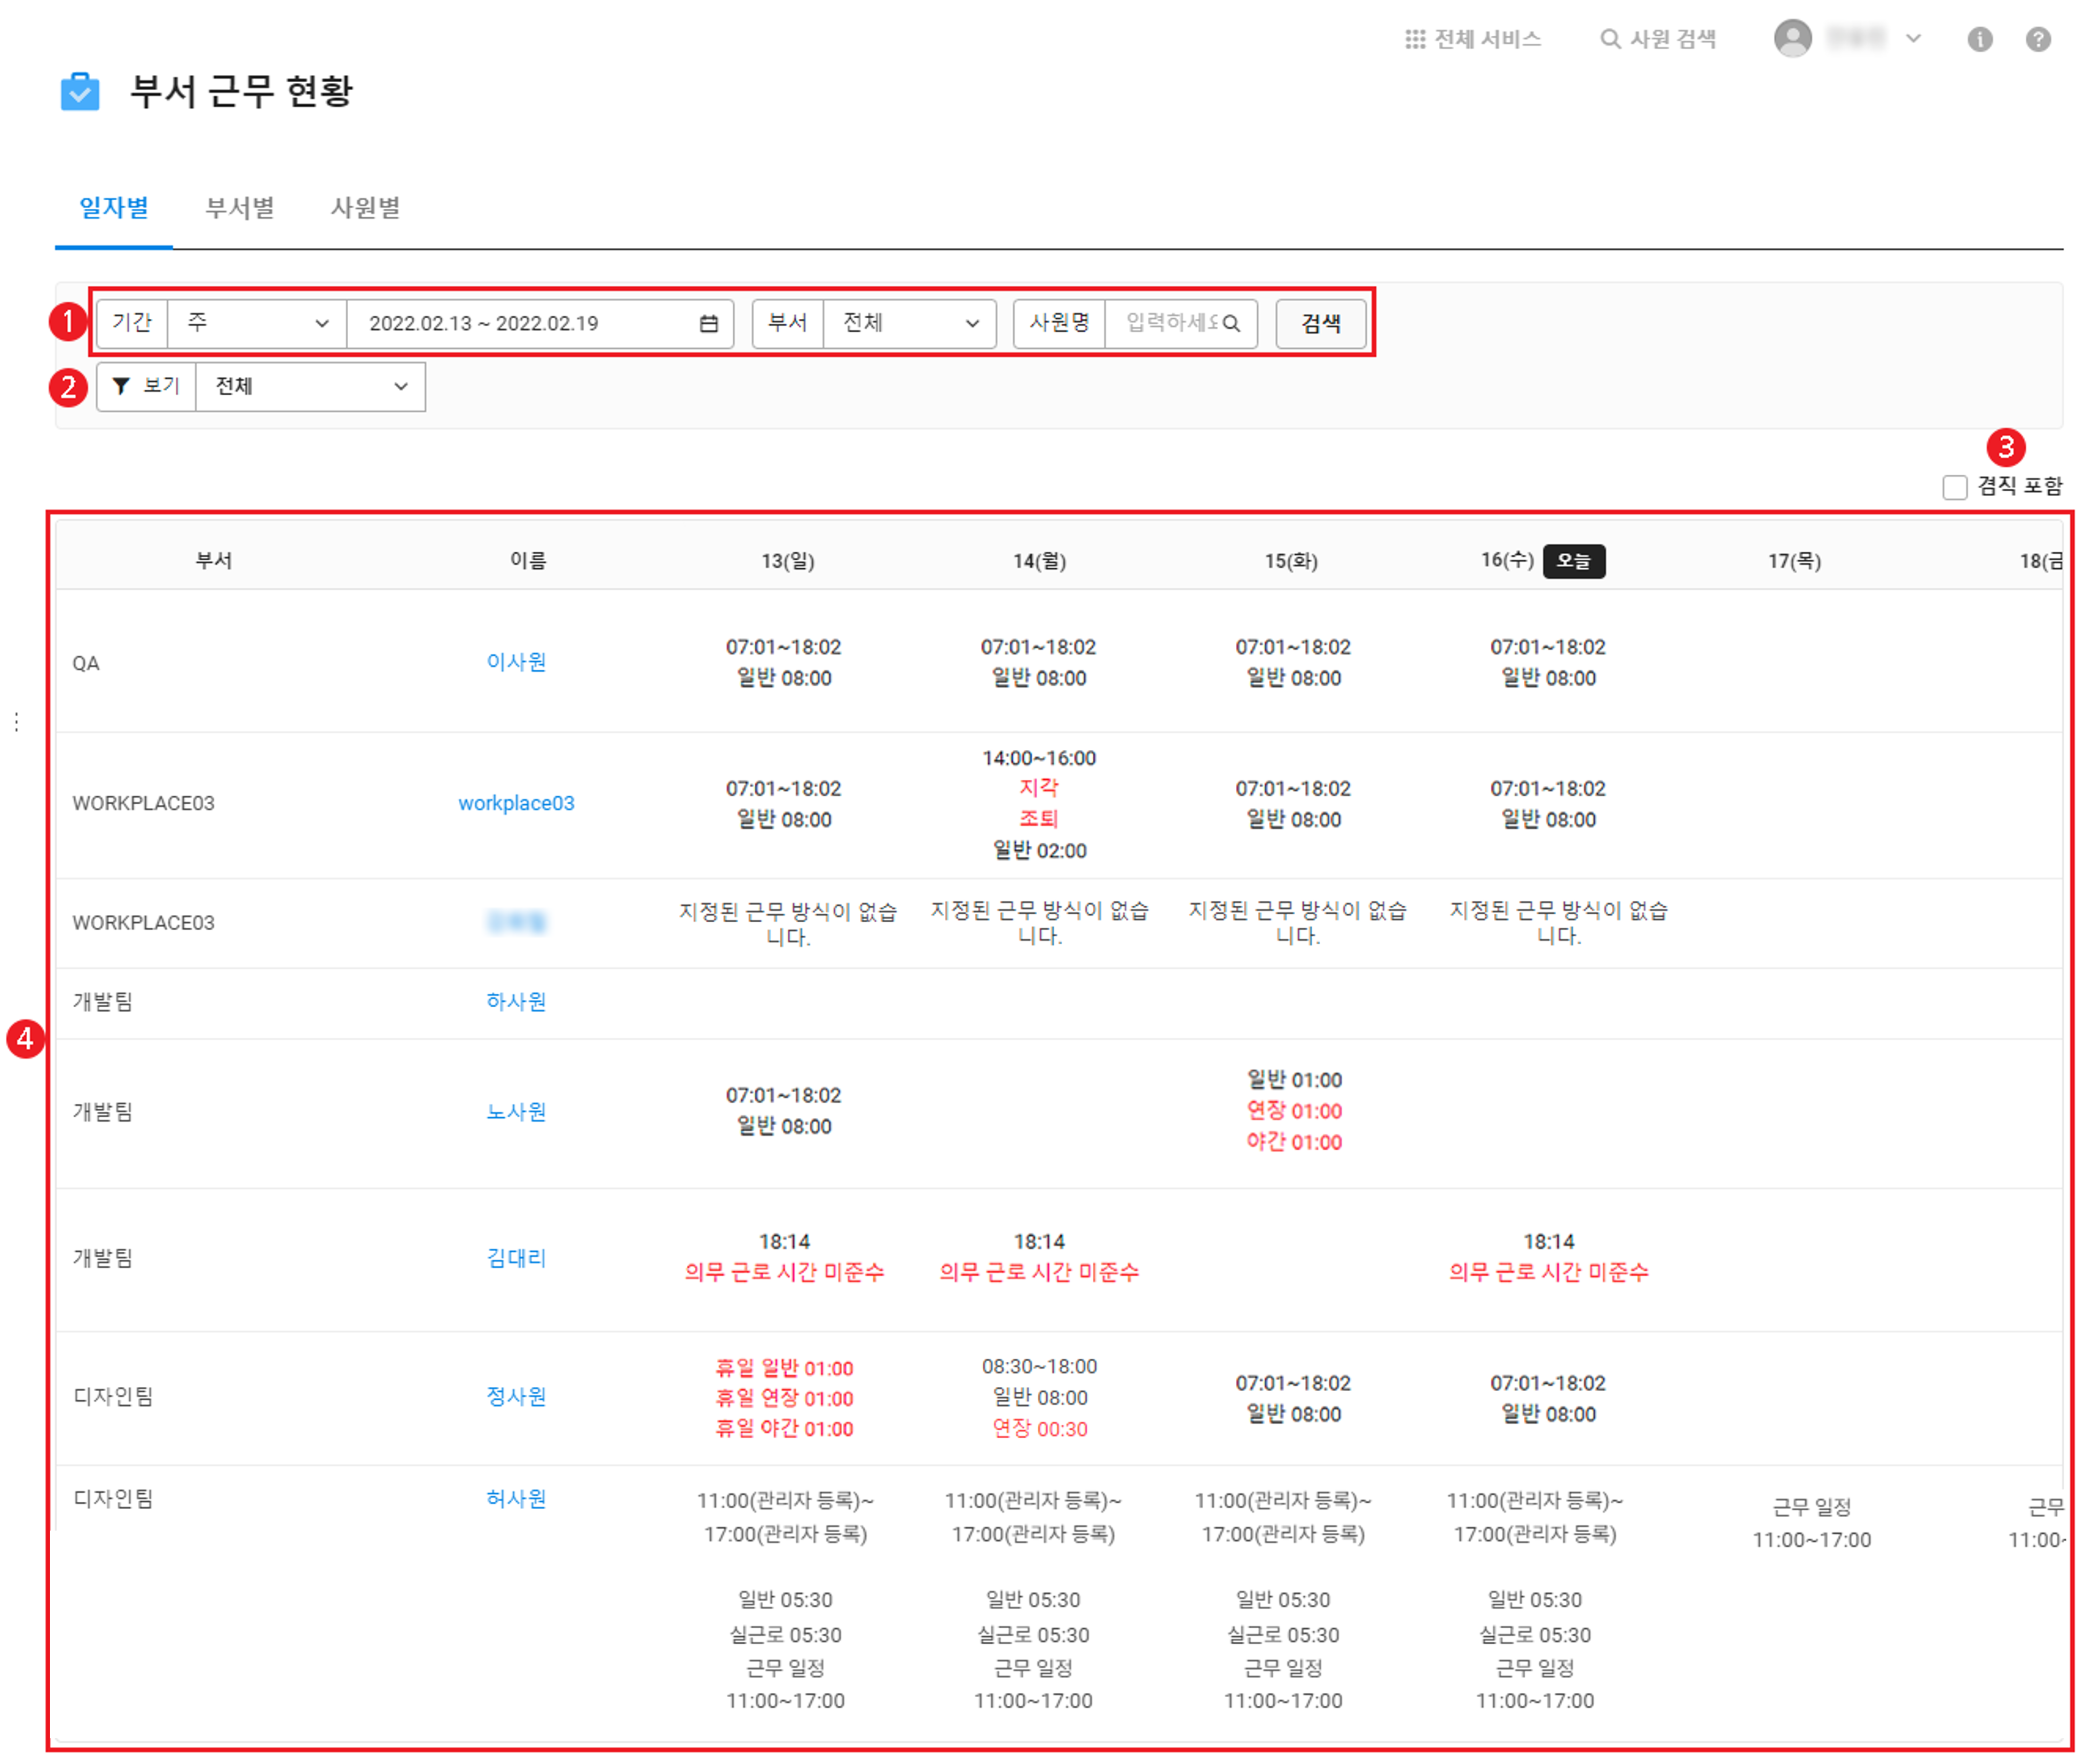 전체 서비스 사원 검색
부서 근무 현황
일자별 부서별 사원별
1 기간 주 2022.02.13 ~ 2022.02.19 부서 전체 사원명 입력하세요 검색
2 보기 전체
3
겸직 포함
부서 이름 13(일) 14(월) 15(화) 16(수) 오늘 17(목) 18(금
QA 이사원
07:01~18:02 07:01~18:02 07:01~18:02 07:01~18:02
일반 08:00 일반 08:00 일반 08:00 일반 08:00
WORKPLACE03 workplace03
07:01~18:02
일반 08:00
14:00~16:00
지각
조퇴
일반 02:00
07:01~18:02
일반 08:00
07:01~18:02
일반 08:00
WORKPLACE03
지정된 근무 방식이 없습
니다.
지정된 근무 방식이 없습
니다.
지정된 근무 방식이 없습
니다.
지정된 근무 방식이 없습
니다.
개발팀 하사원
4
개발팀 노사원
07:01~18:02
일반 08:00
일반 01:00
연장 01:00
야간 01:00
개발팀 김대리
18:14 18:14 18:14
의무 근로 시간 미준수 의무 근로 시간 미준수 의무 근로 시간 미준수
디자인팀 정사원
휴일 일반 01:00
휴일 연장 01:00
휴일 야간 01:00
08:30~18:00
일반 08:00
연장 00:30
07:01~18:02
일반 08:00
07:01~18:02
일반 08:00
디자인팀 허사원
11:00(관리자 등록)~ 11:00(관리자 등록)~ 11:00(관리자 등록)~ 11:00(관리자 등록)~ 근무 일정 근무
17:00(관리자 등록) 17:00(관리자 등록) 17:00(관리자 등록) 17:00(관리자 등록) 11:00~17:00 11:00~
일반 05:30 일반 05:30 일반 05:30 일반 05:30
실근로 05:30 실근로 05:30 실근로 05:30 실근로 05:30
근무 일정 근무 일정 근무 일정 근무 일정
11:00~17:00 11:00~17:00 11:00~17:00 11:00~17:00